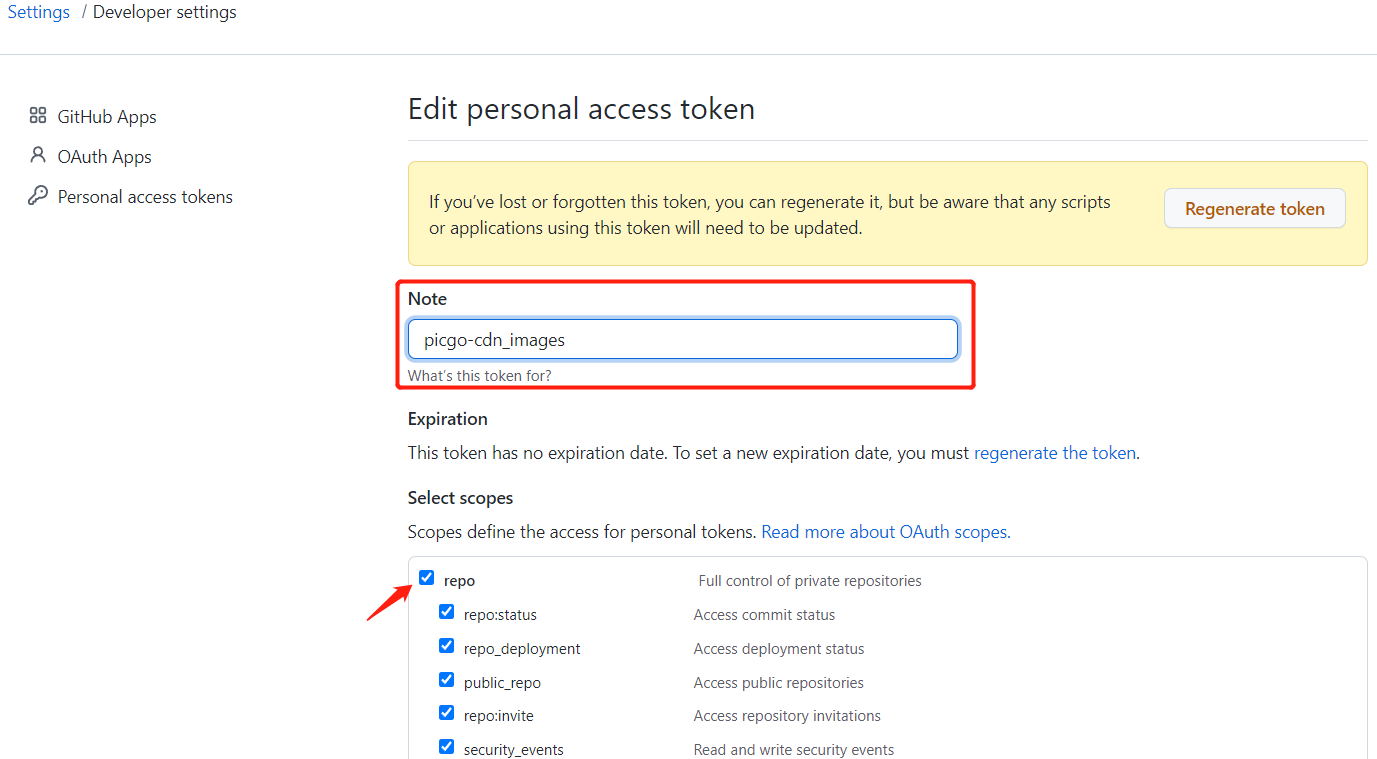 Settings / Developer settings
GitHub Apps
OAuth Apps
Personal access tokens
Edit personal access token
If you've lost or forgotten this token, you can regenerate it, but be aware that any scripts
or applications using this token will need to be updated.
Regenerate token
Note
picgo-cdn_images
What's this token for?
Expiration
This token has no expiration date. To set a new expiration date, you must regenerate the token.
Select scopes
Scopes define the access for personal tokens. Read more about OAuth scopes.
repo Full control of private repositories
repo:status Access commit status
repo_deployment Access deployment status
public_repo Access public repositories
repo:invite Access repository invitations
security_events Read and write security events